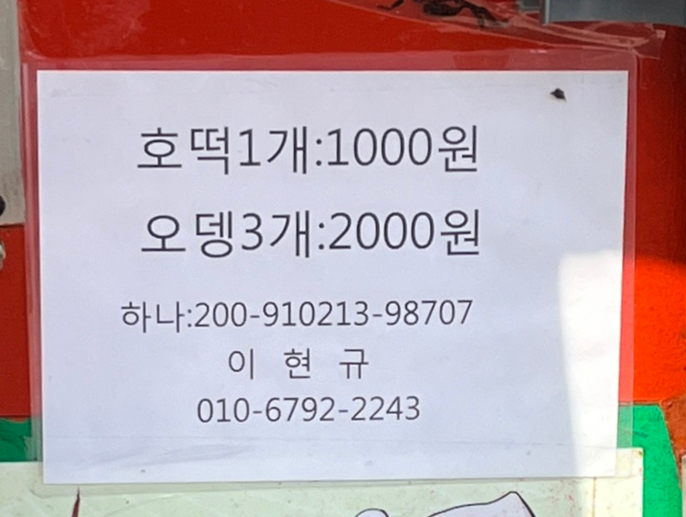 호떡1개:1000원
오뎅3개:2000원
하나:200-910213-98707
이 현 규
010-6792-2243